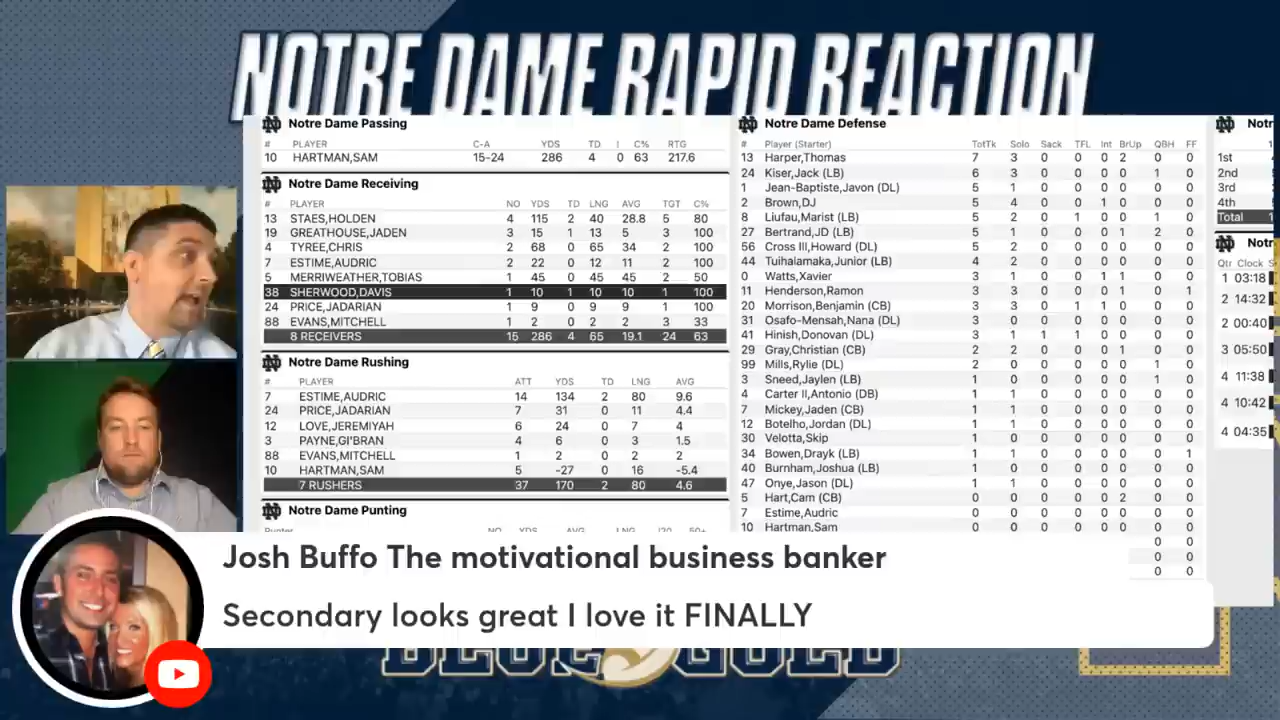 NOTRE DAME RAPID REACTION
Notre Dame Passing
# PLAYER C-A YDS TD I C% RTG
10 HARTMAN,SAM 15-24 286 4 0 63 217.6
Notre Dame Receiving
# PLAYER NO YDS TD LNG AVG TGT C%
13 STAES,HOLDEN 4 115 2 40 28.8 5 80
19 GREATHOUSE,JADEN 3 15 1 13 5 3 100
4 TYREE,CHRIS 2 68 0 65 34 2 100
7 ESTIME,AUDRIC 2 22 0 12 11 2 100
5 MERRIWEATHER,TOBIAS 1 45 0 45 45 2 50
38 SHERWOOD,DAVIS 1 10 1 10 10 1 100
24 PRICE,JADARIAN 1 9 0 9 9 1 100
88 EVANS,MITCHELL 1 2 0 2 2 3 33
8 RECEIVERS 15 286 4 65 19.1 24 63
Notre Dame Rushing
# PLAYER ATT YDS TD LNG AVG
7 ESTIME,AUDRIC 14 134 2 80 9.6
24 PRICE,JADARIAN 7 31 0 11 4.4
12 LOVE,JEREMIYAH 6 24 0 7 4
3 PAYNE,GI'BRAN 4 6 0 3 1.5
88 EVANS,MITCHELL 1 2 0 2 2
10 HARTMAN,SAM 5 -27 0 16 -5.4
7 RUSHERS 37 170 2 80 4.6
Notre Dame Punting
Notre Dame Defense
# Player (Starter) TotTk Solo Sack TFL Int BrUp QBH FF
13 Harper,Thomas 7 3 0 0 0 2 0 0
24 Kiser,Jack (LB) 6 3 0 0 0 0 1 0
1 Jean-Baptiste,Javon (DL) 5 1 0 0 0 0 0 0
2 Brown,DJ 5 4 0 0 1 0 0 0
8 Liufau,Marist (LB) 5 2 0 1 0 0 1 0
27 Bertrand,JD (LB) 5 1 0 0 0 1 2 0
56 Cross III,Howard (DL) 5 2 0 0 0 0 0 0
44 Tuihalamaka,Junior (LB) 4 2 0 0 0 0 0 0
0 Watts,Xavier 3 1 0 0 1 1 0 0
11 Henderson,Ramon 3 3 0 0 0 1 0 1
20 Morrison,Benjamin (CB) 3 3 0 1 1 0 0 0
31 Osafo-Mensah,Nana (DL) 3 0 0 0 0 0 0 0
41 Hinish,Donovan (DL) 3 1 1 1 0 0 0 0
29 Gray,Christian (CB) 2 2 0 0 0 1 0 0
99 Mills,Rylie (DL) 2 0 0 0 0 0 1 0
3 Sneed,Jaylen (LB) 1 0 0 0 0 0 1 0
4 Carter II,Antonio (DB) 1 1 0 0 0 0 0 0
7 Mickey,Jaden (CB) 1 1 0 0 0 0 0 0
12 Botelho,Jordan (DL) 1 1 0 0 0 0 0 0
30 Velotta,Skip 1 0 0 0 0 0 0 0
34 Bowen,Drayk (LB) 1 1 0 0 0 0 0 1
40 Burnham,Joshua (LB) 1 0 0 0 0 0 0 0
47 Onye,Jason (DL) 1 1 0 0 0 0 0 0
5 Hart,Cam (CB) 0 0 0 0 0 2 0 0
7 Estime,Audric 0 0 0 0 0 0 0 0
10 Hartman,Sam 0 0 0 0 0 0 0 0
0 0
0 0
0 0
1st
2nd
3rd
4th
Total
Qtr Clock
1 03:18
2 14:32
2 00:40
3 05:50
4 11:38
4 10:42
4 04:35
Josh Buffo The motivational business banker
Secondary looks great I love it FINALLY
BLUE GOLD